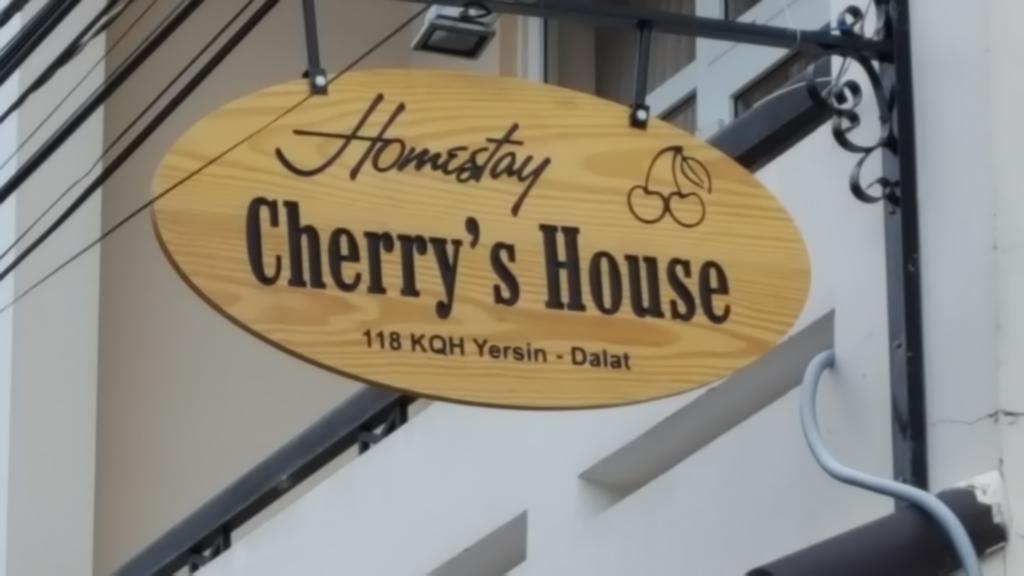 Homestay
Cherry's House
118 KQH Yersin - Dalat